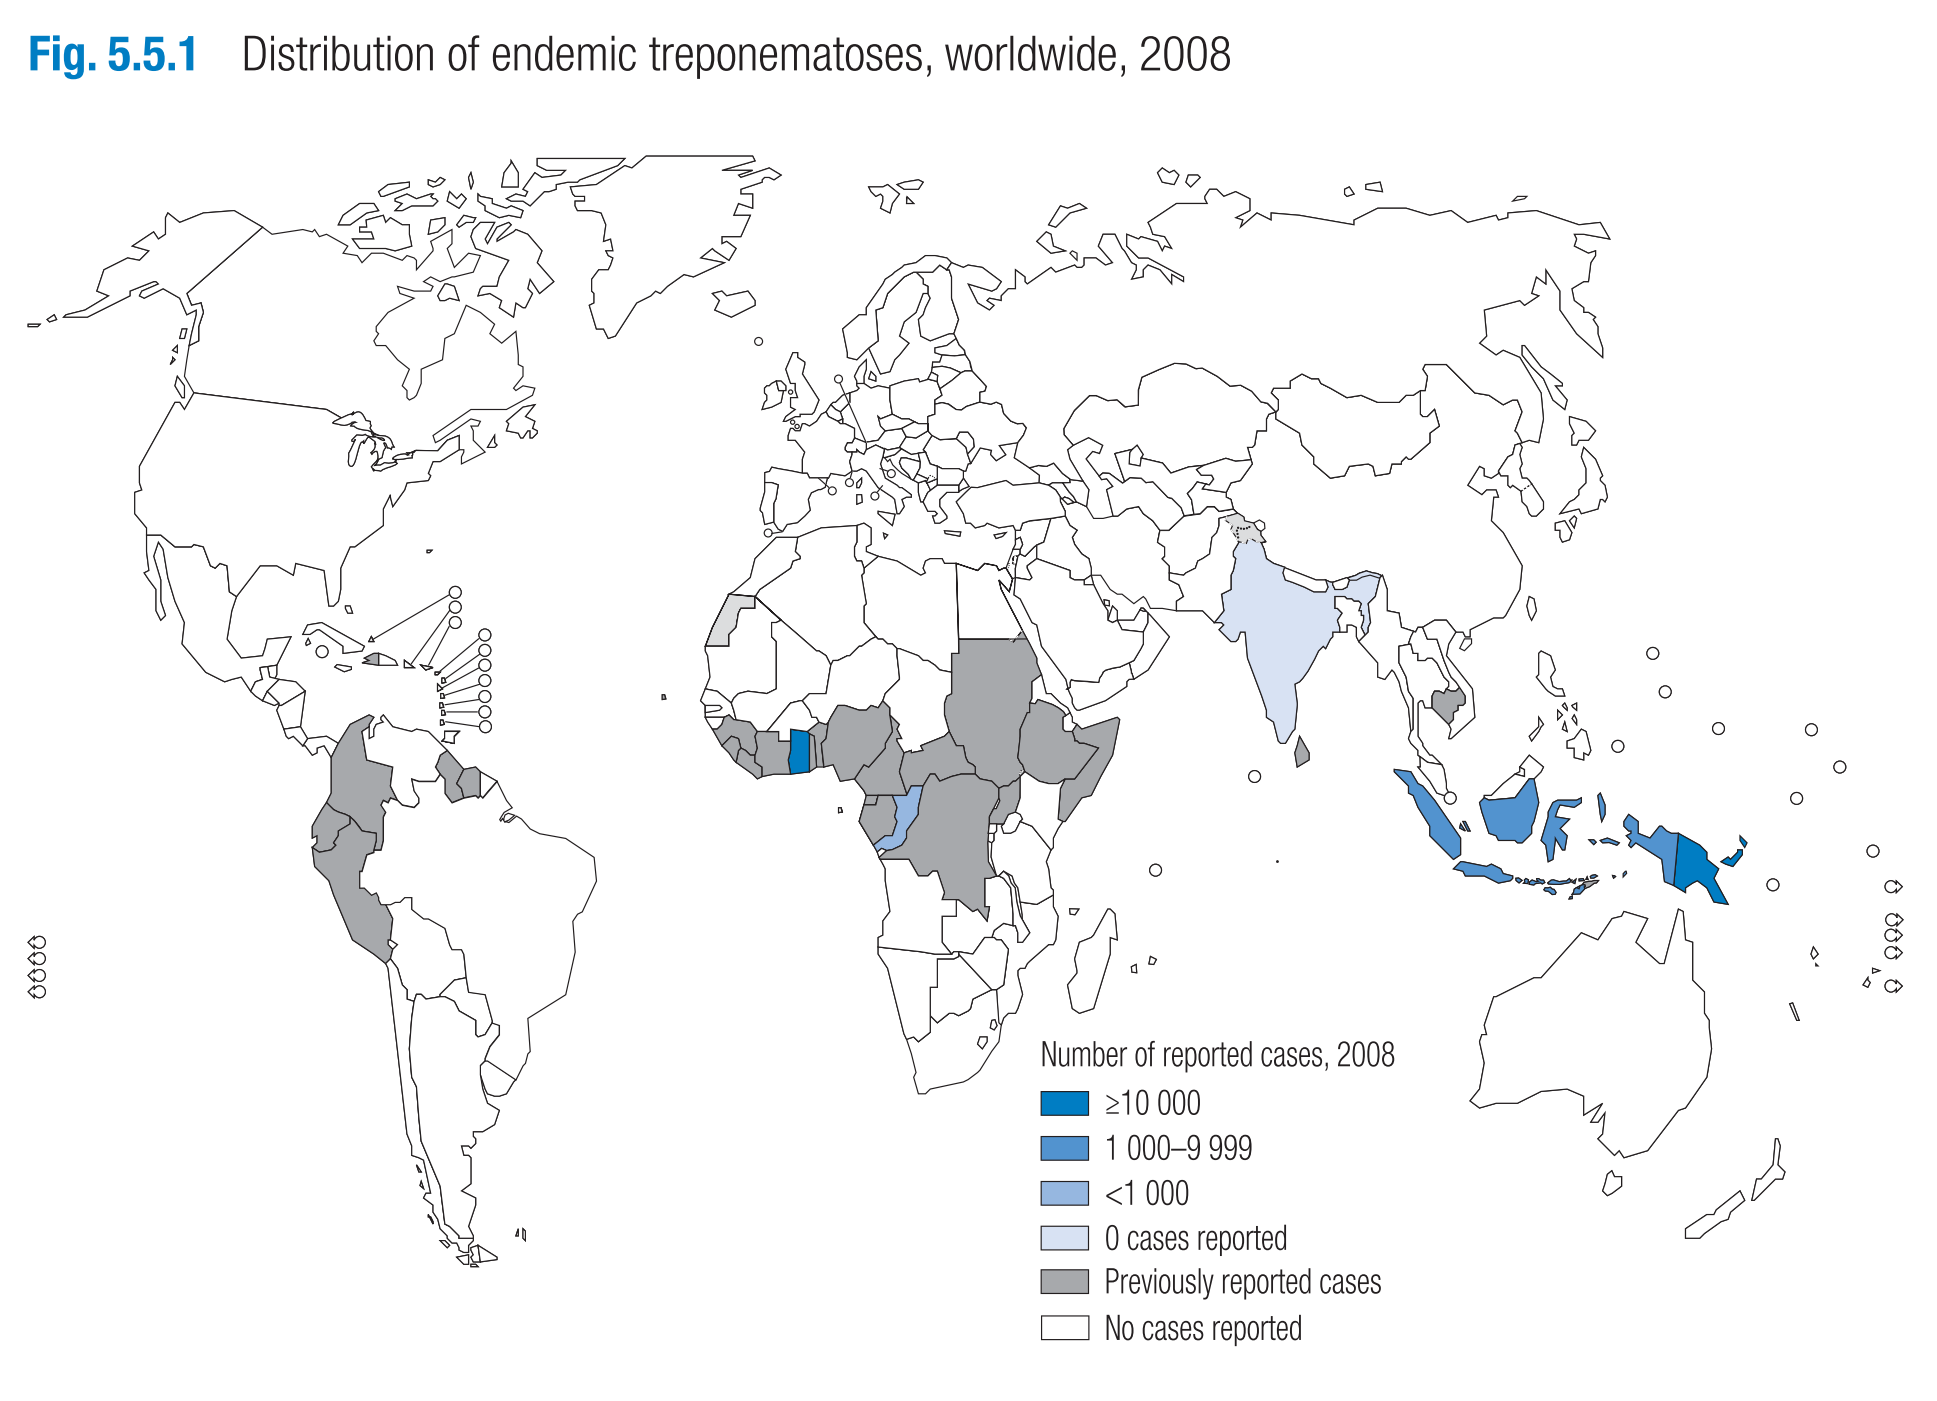 Fig. 5.5.1 Distribution of endemic treponematoses, worldwide, 2008
Number of reported cases, 2008
≥10 000
1 000–9 999
<1 000
0 cases reported
Previously reported cases
No cases reported